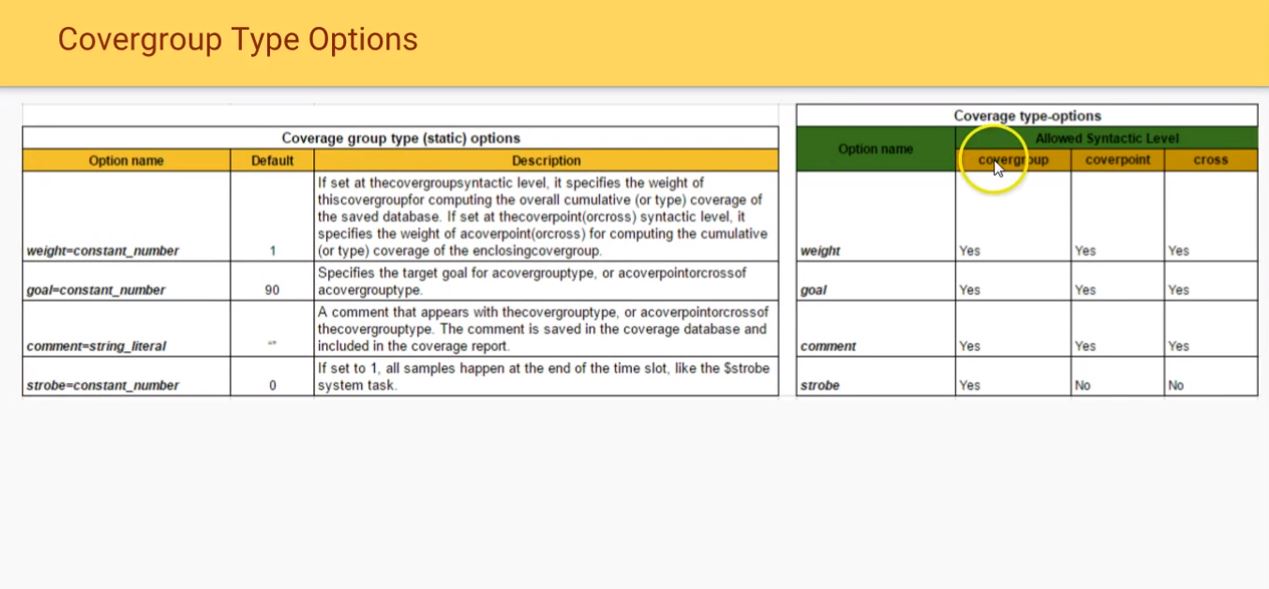 Covergroup Type Options
Coverage group type (static) options
Option name Default Description
If set at thecovergroupsyntactic level, it specifies the weight of
thiscovergroupfor computing the overall cumulative (or type) coverage of
the saved database. If set at thecoverpoint(orcross) syntactic level, it
specifies the weight of acoverpoint(orcross) for computing the cumulative
weight=constant_number 1 (or type) coverage of the enclosingcovergroup.
Specifies the target goal for acovergrouptype, or acoverpointorcrossof
goal=constant_number 90 acovergrouptype.
A comment that appears with thecovergrouptype, or acoverpointorcrossof
thecovergrouptype. The comment is saved in the coverage database and
comment=string_literal "" included in the coverage report.
If set to 1, all samples happen at the end of the time slot, like the $strobe
strobe=constant_number 0 system task.
Coverage type-options
Option name Allowed Syntactic Level
covergroup coverpoint cross
weight Yes Yes Yes
goal Yes Yes Yes
comment Yes Yes Yes
strobe Yes No No